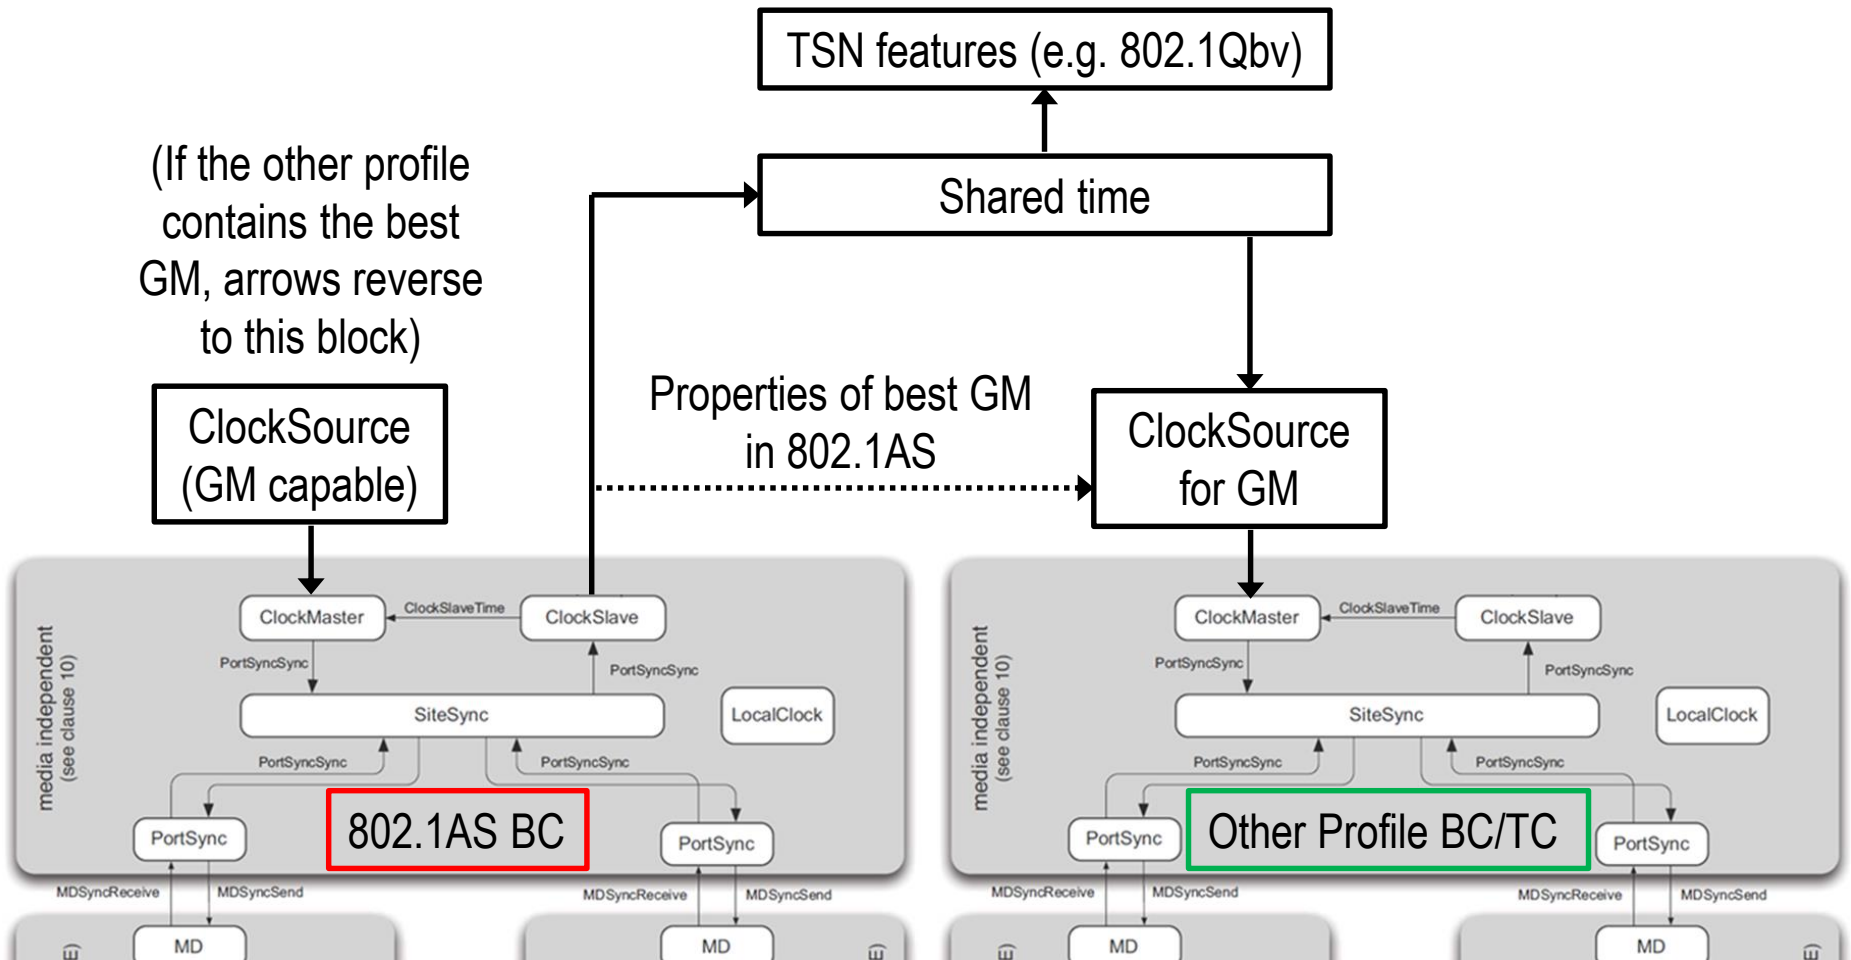 TSN features (e.g. 802.1Qbv)
Shared time
(If the other profile
contains the best
GM, arrows reverse
to this block)
ClockSource
(GM capable)
Properties of best GM
in 802.1AS
ClockSource
for GM
media independent
(see clause 10)
ClockMaster
ClockSlaveTime
ClockSlave
PortSyncSync
PortSyncSync
SiteSync
LocalClock
PortSyncSync
PortSyncSync
802.1AS BC
PortSync
PortSync
MDSyncReceive
MDSyncSend
MDSyncReceive
MDSyncSend
MD
MD
E)
E)
media independent
(see clause 10)
ClockMaster
ClockSlaveTime
ClockSlave
PortSyncSync
PortSyncSync
SiteSync
LocalClock
PortSyncSync
PortSyncSync
Other Profile BC/TC
PortSync
PortSync
MDSyncReceive
MDSyncSend
MDSyncReceive
MDSyncSend
MD
MD
E)
E)